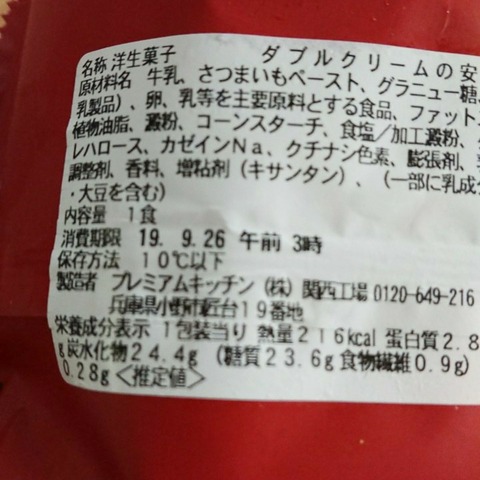 名称 洋生菓子 ダブルクリームの安
原材料名 牛乳、さつまいもペースト、グラニュー糖、
乳製品）、卵、乳等を主要原料とする食品、ファット
植物油脂、澱粉、コーンスターチ、食塩/加工澱粉、
レハロース、カゼインNa、クチナシ色素、膨張剤、
調整剤、香料、増粘剤（キサンタン）、（一部に乳成分
・大豆を含む）
内容量 1食
消費期限 19. 9.26 午前 3時
保存方法 10℃以下
製造者 プレミアムキッチン（株）関西工場 0120-649-216
兵庫県小野市匠台19番地
栄養成分表示 1包装当り 熱量216kcal 蛋白質2.8
g炭水化物24.4g（糖質23.6g食物繊維0.9g）
0.28g＜推定値＞